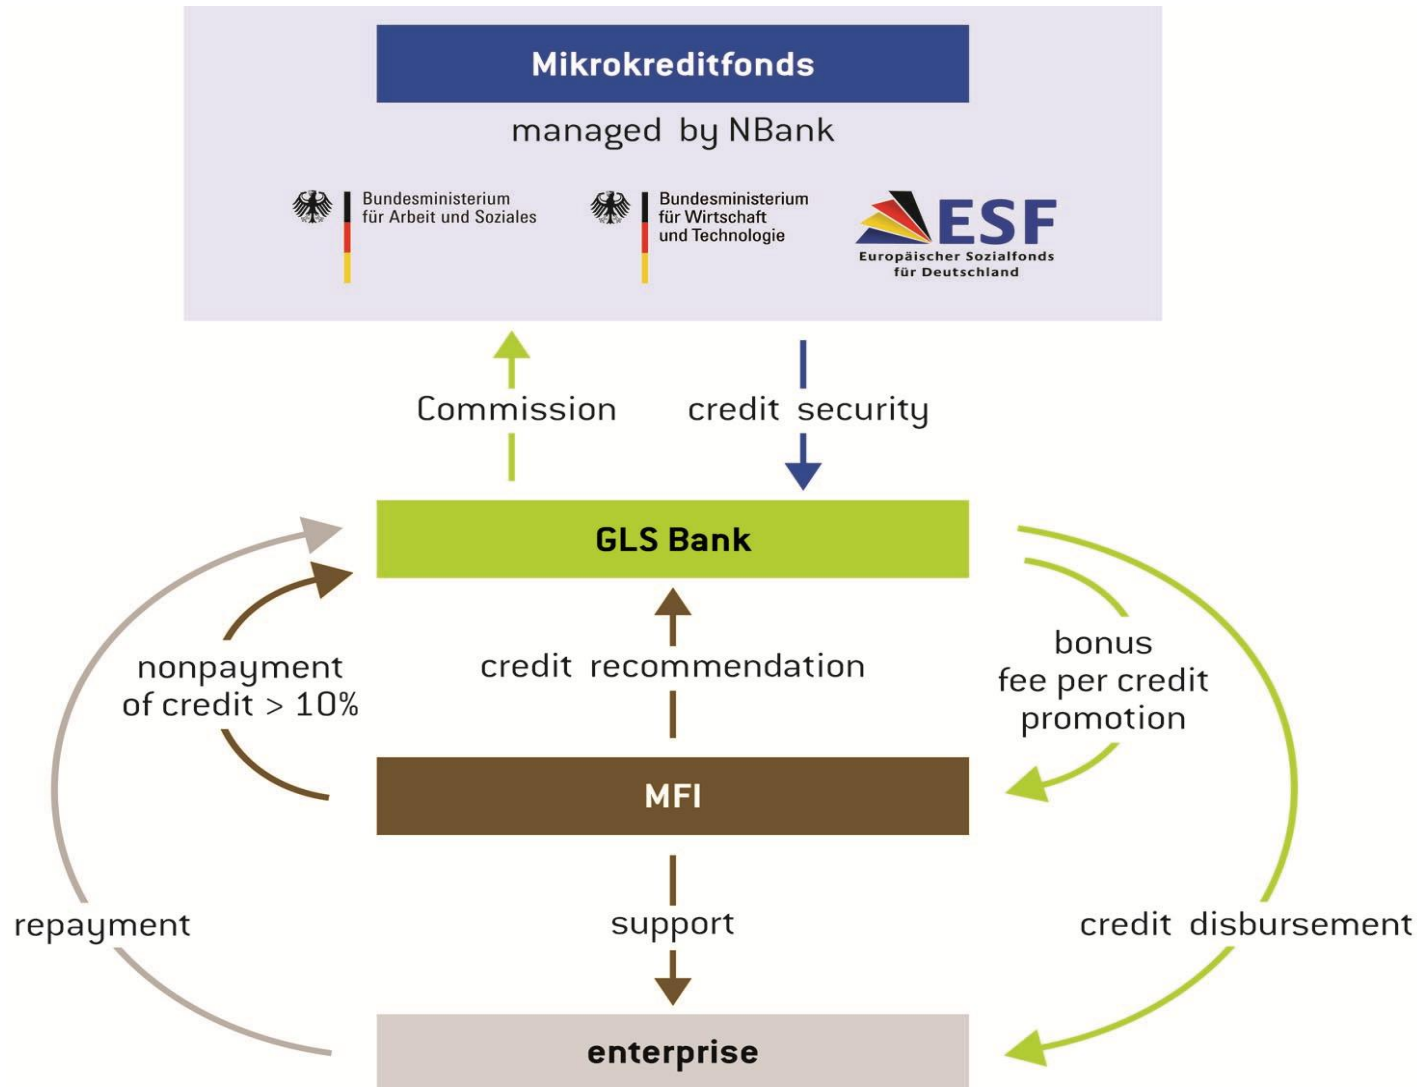 Mikrokreditfonds
managed by NBank
Bundesministerium
für Arbeit und Soziales
Bundesministerium
für Wirtschaft
und Technologie
ESF
Europäischer Sozialfonds
für Deutschland
Commission
credit security
GLS Bank
nonpayment
of credit > 10%
credit recommendation
bonus
fee per credit
promotion
MFI
repayment
support
credit disbursement
enterprise